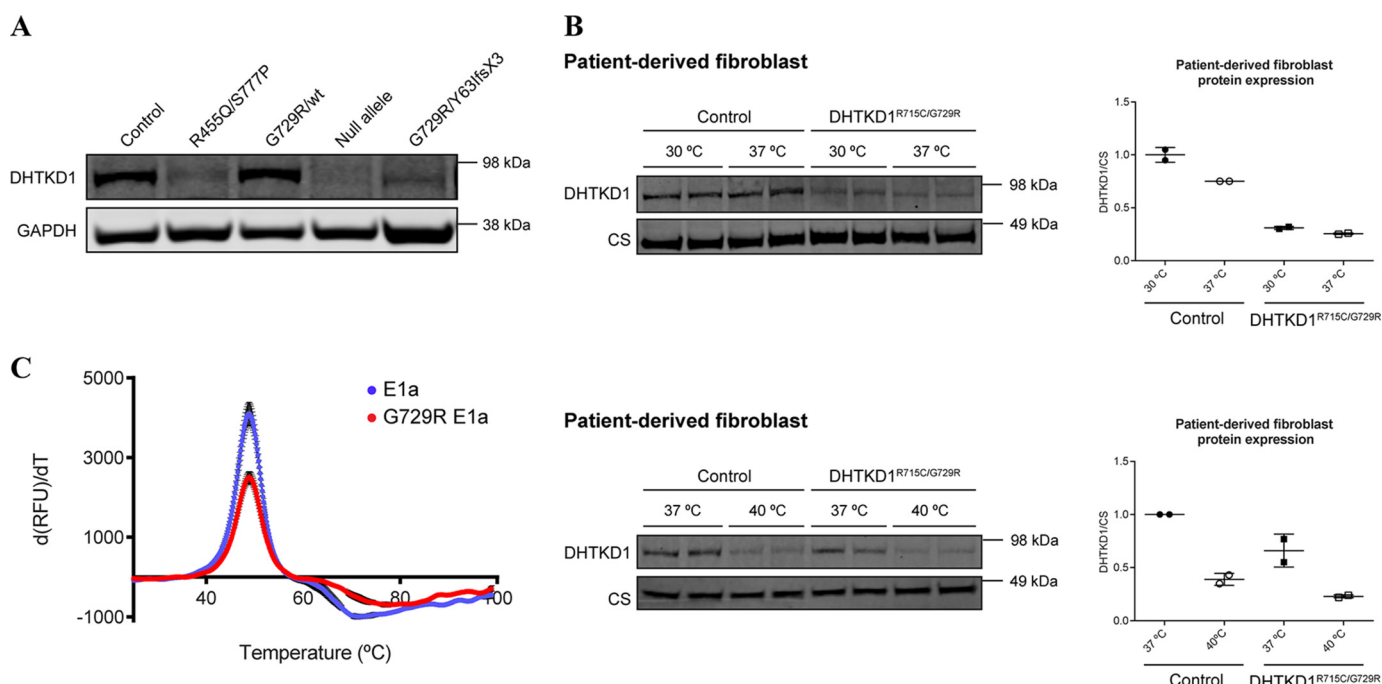 A
Control
R455Q/S777P
G729R/wt
Null allele
G729R/Y63IfsX3
DHTKD1
98 kDa
GAPDH
38 kDa
B
Patient-derived fibroblast
Control
DHTKD1R715C/G729R
30 ºC
37 ºC
30 ºC
37 ºC
DHTKD1
98 kDa
CS
49 kDa
Patient-derived fibroblast
protein expression
DHTKD1/CS
1.5
1.0
0.5
0.0
30 ºC
37 ºC
30 ºC
37 ºC
Control
DHTKD1R715C/G729R
C
d(RFU)/dT
5000
3000
1000
-1000
40
60
80
100
Temperature (ºC)
E1a
G729R E1a
Patient-derived fibroblast
Control
DHTKD1R715C/G729R
37 ºC
40 ºC
37 ºC
40 ºC
DHTKD1
98 kDa
CS
49 kDa
Patient-derived fibroblast
protein expression
DHTKD1/CS
1.5
1.0
0.5
0.0
37 ºC
40ºC
37 ºC
40 ºC
Control
DHTKD1R715C/G729R